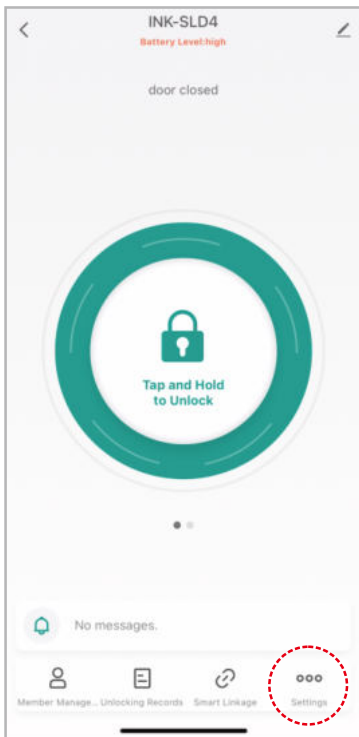 INK-SLD4
Battery Level:high
door closed
Tap and Hold
to Unlock
No messages.
Member Manage... Unlocking Records Smart Linkage Settings